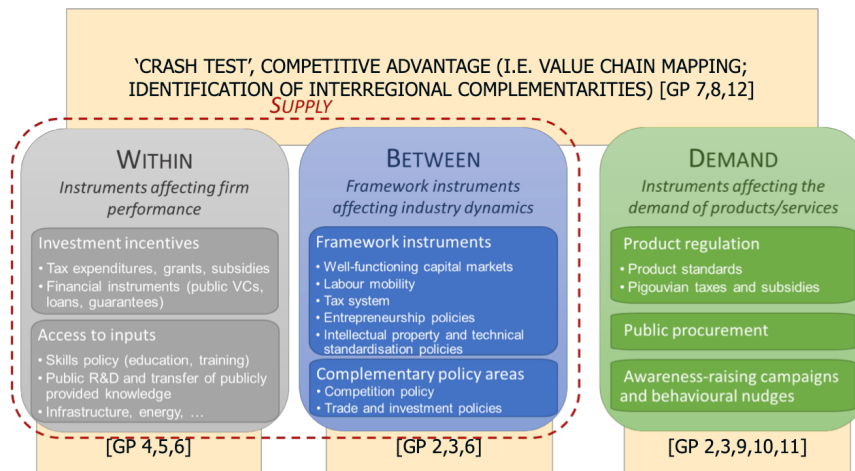 ‘CRASH TEST’, COMPETITIVE ADVANTAGE (I.E. VALUE CHAIN MAPPING;
IDENTIFICATION OF INTERREGIONAL COMPLEMENTARITIES) [GP 7,8,12]
SUPPLY
WITHIN
Instruments affecting firm
performance
Investment incentives
• Tax expenditures, grants, subsidies
• Financial instruments (public VCs,
loans, guarantees)
Access to inputs
• Skills policy (education, training)
• Public R&D and transfer of publicly
provided knowledge
• Infrastructure, energy, …
[GP 4,5,6]
BETWEEN
Framework instruments
affecting industry dynamics
Framework instruments
• Well-functioning capital markets
• Labour mobility
• Tax system
• Entrepreneurship policies
• Intellectual property and technical
standardisation policies
Complementary policy areas
• Competition policy
• Trade and investment policies
[GP 2,3,6]
DEMAND
Instruments affecting the
demand of products/services
Product regulation
• Product standards
• Pigouvian taxes and subsidies
Public procurement
Awareness-raising campaigns
and behavioural nudges
[GP 2,3,9,10,11]